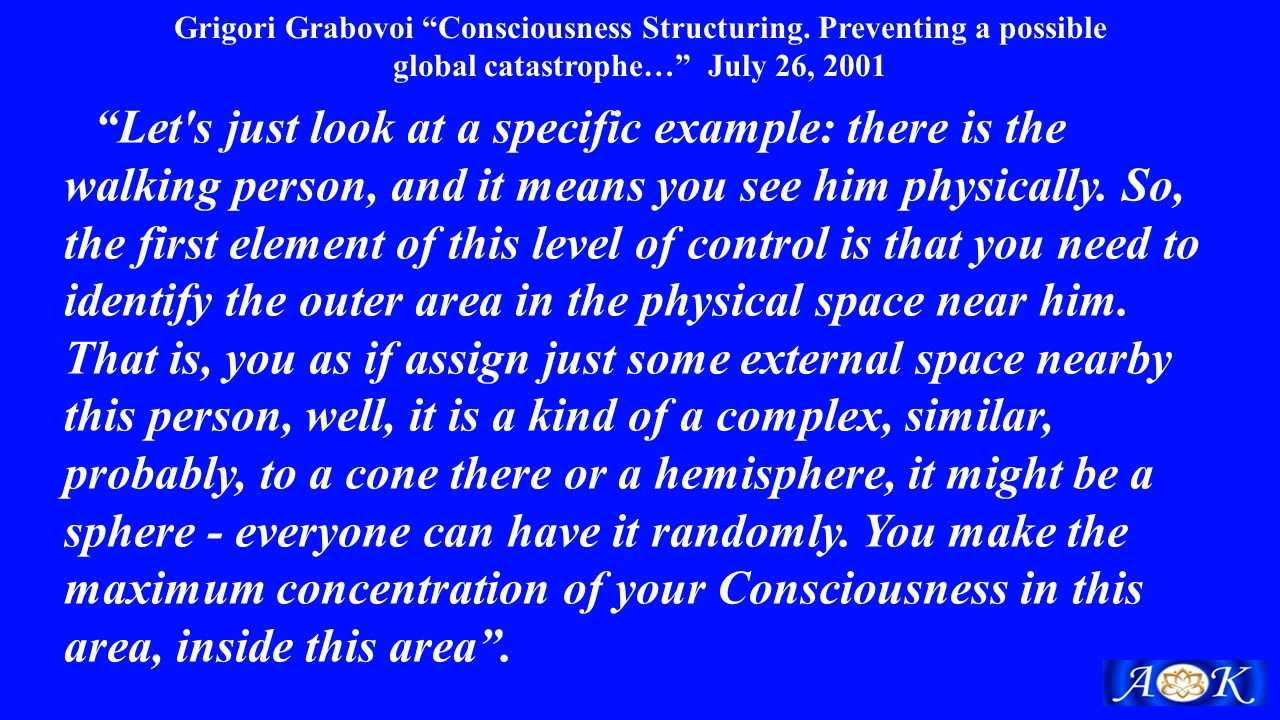 Grigori Grabovoi “Consciousness Structuring. Preventing a possible
global catastrophe…”  July 26, 2001
“Let's just look at a specific example: there is the
walking person, and it means you see him physically. So,
the first element of this level of control is that you need to
identify the outer area in the physical space near him.
That is, you as if assign just some external space nearby
this person, well, it is a kind of a complex, similar,
probably, to a cone there or a hemisphere, it might be a
sphere - everyone can have it randomly. You make the
maximum concentration of your Consciousness in this
area, inside this area”.
A K